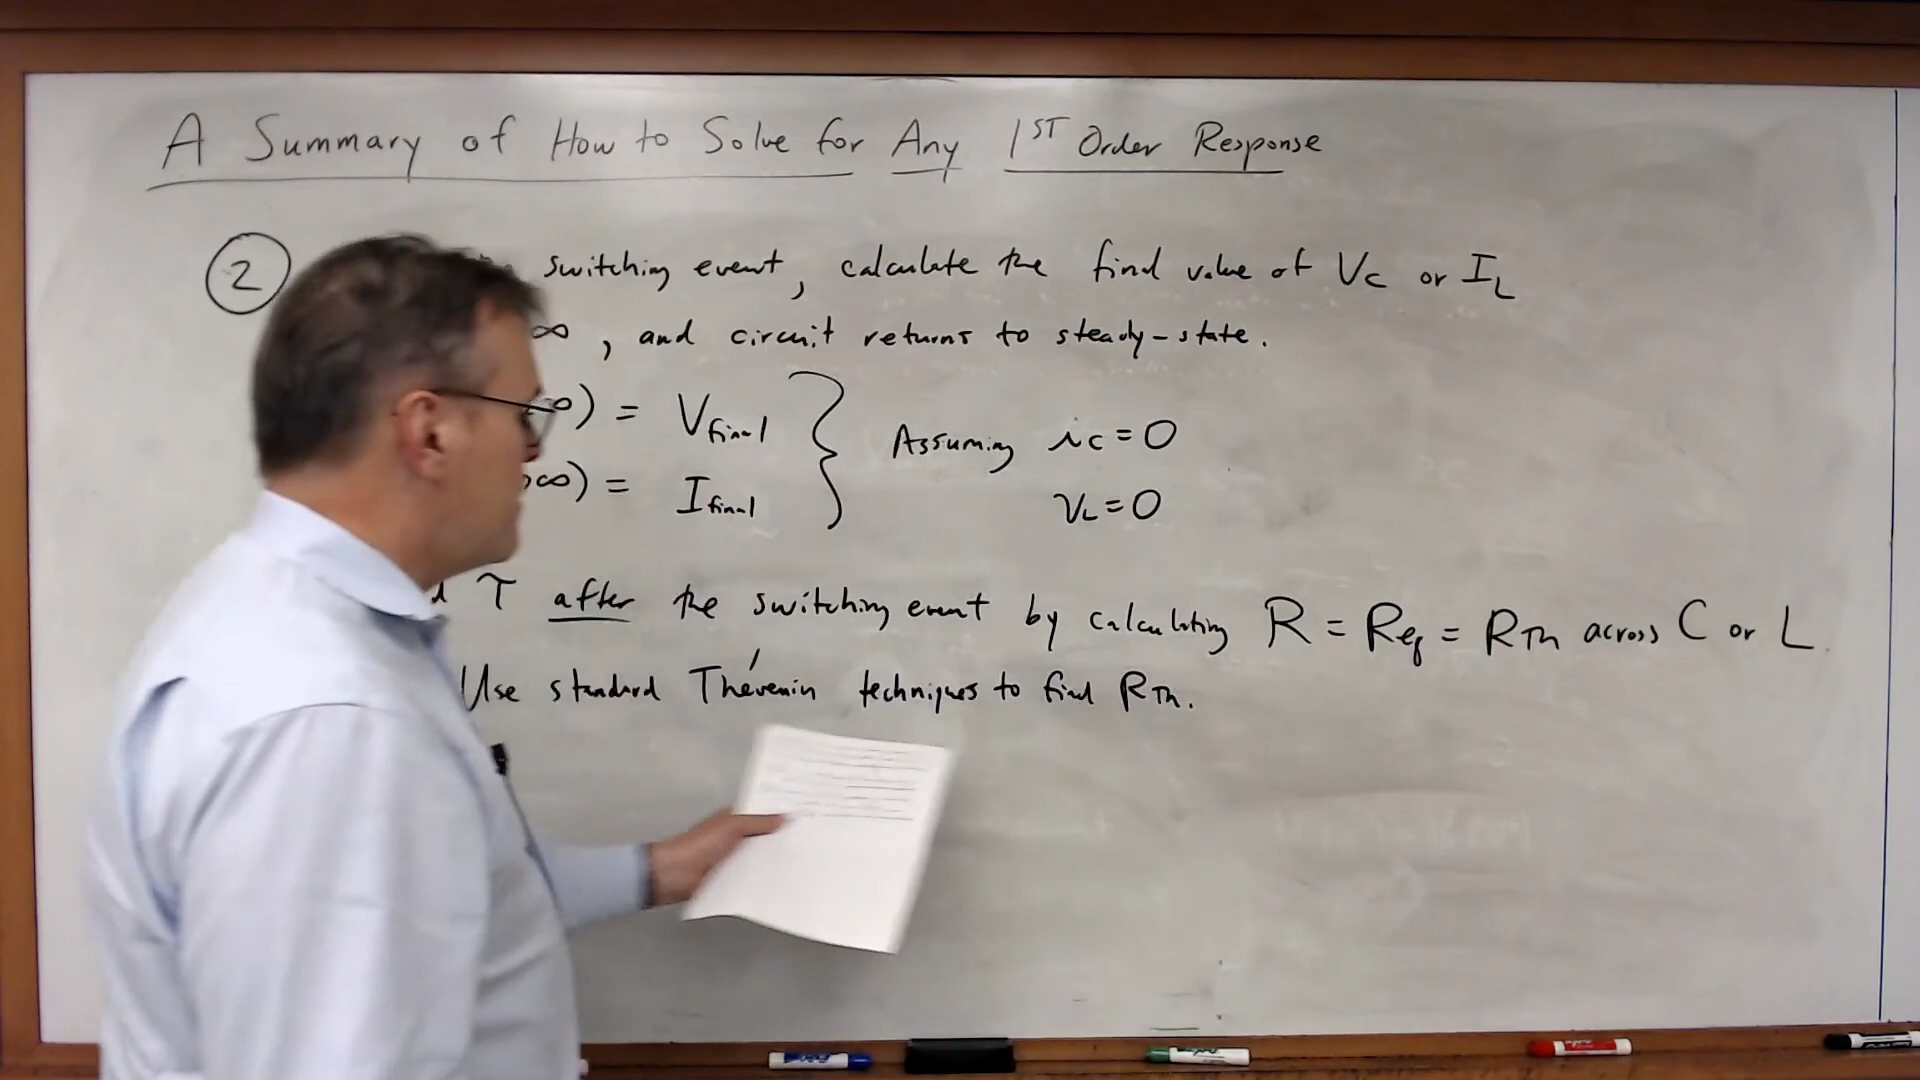 A Summary of How to Solve for Any 1ST Order Response
2 switching event, calculate the final value of VC or IL
∞, and circuit returns to steady-state.
∞) = Vfinal } Assuming iC = 0
∞) = Ifinal vL = 0
τ after the switching event by calculating R = Req = RTh across C or L
Use standard Thévenin techniques to find RTh.